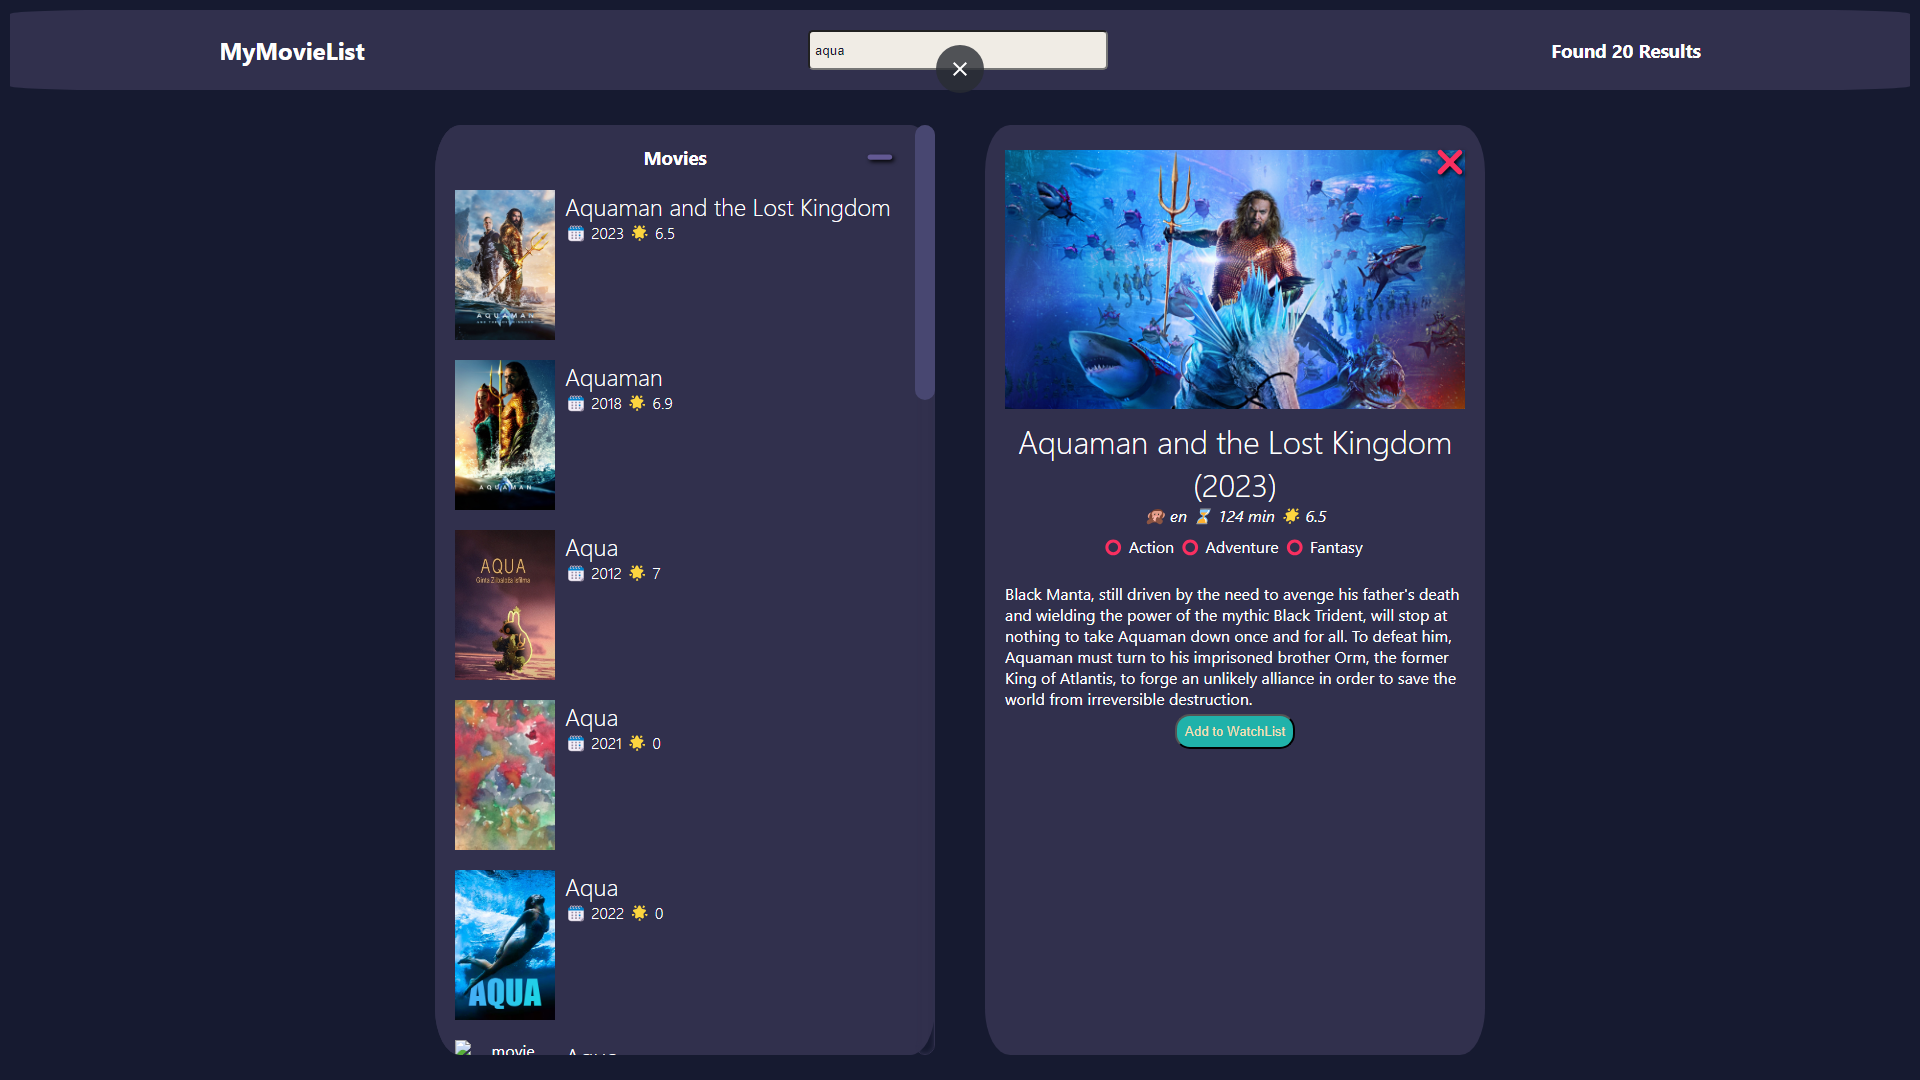 MyMovieList
aqua
Found 20 Results
Movies
Aquaman and the Lost Kingdom
2023 6.5
AQUAMAN
AND THE LOST KINGDOM
Aquaman
2018 6.9
AQUAMAN
Aqua
2012 7
AQUA
Aqua
2021 0
Aqua
2022 0
AQUA
movie
Aqua
Aquaman and the Lost Kingdom
(2023)
en 124 min 6.5
Action Adventure Fantasy
Black Manta, still driven by the need to avenge his father's death
and wielding the power of the mythic Black Trident, will stop at
nothing to take Aquaman down once and for all. To defeat him,
Aquaman must turn to his imprisoned brother Orm, the former
King of Atlantis, to forge an unlikely alliance in order to save the
world from irreversible destruction.
Add to WatchList